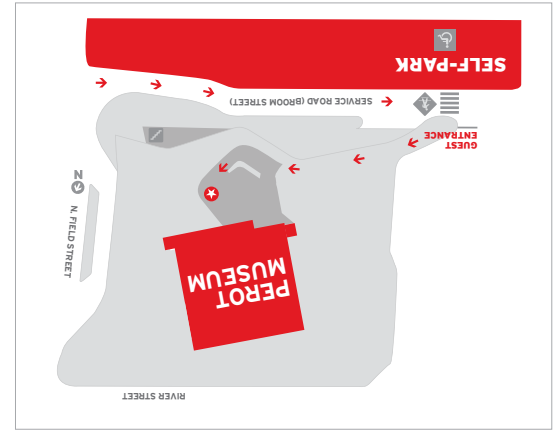 SELF-PARK
SERVICE ROAD (BROOM STREET)
GUEST
ENTRANCE
N
N. FIELD STREET
PEROT
MUSEUM
RIVER STREET